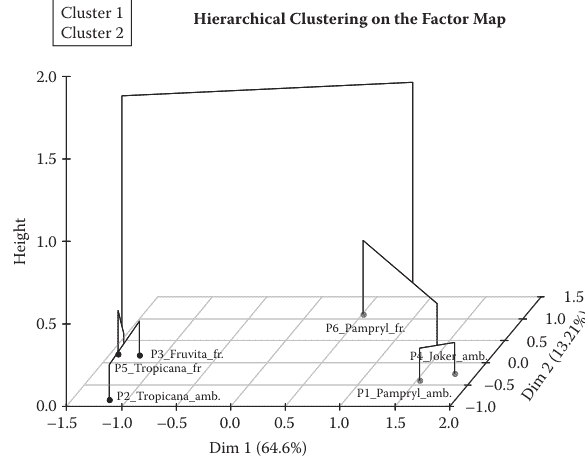 Cluster 1
Cluster 2
Hierarchical Clustering on the Factor Map
2.0
1.5
1.0
0.5
0.0
Height
P6_Pampryl_fr.
P3_Fruvita_fr.
P5_Tropicana_fr
P4_Joker_amb.
P2_Tropicana_amb.
P1_Pampryl_amb.
1.5
1.0
0.5
0.0
−0.5
−1.0
Dim 2 (13.21%)
−1.5
−1.0
−0.5
0.0
0.5
1.0
1.5
2.0
Dim 1 (64.6%)